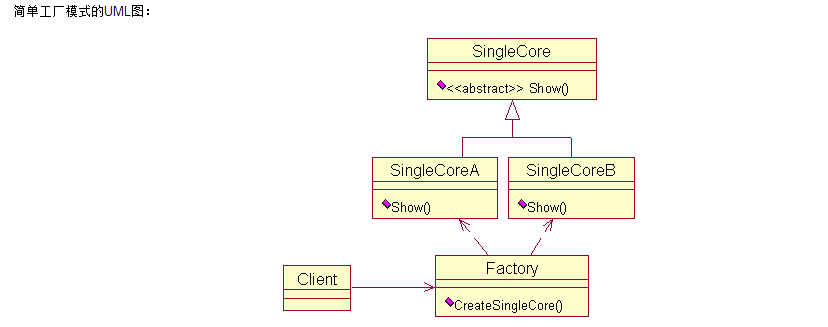 简单工厂模式的UML图：
SingleCore
<<abstract>> Show()
SingleCoreA
SingleCoreB
Show()
Show()
Client
Factory
CreateSingleCore()